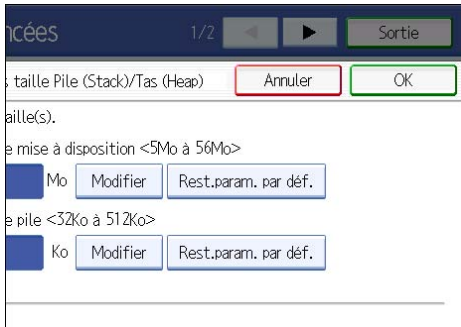 ncées 1/2 Sortie
s taille Pile (Stack)/Tas (Heap) Annuler OK
aille(s).
e mise à disposition <5Mo à 56Mo>
Mo Modifier Rest.param. par déf.
e pile <32Ko à 512Ko>
Ko Modifier Rest.param. par déf.